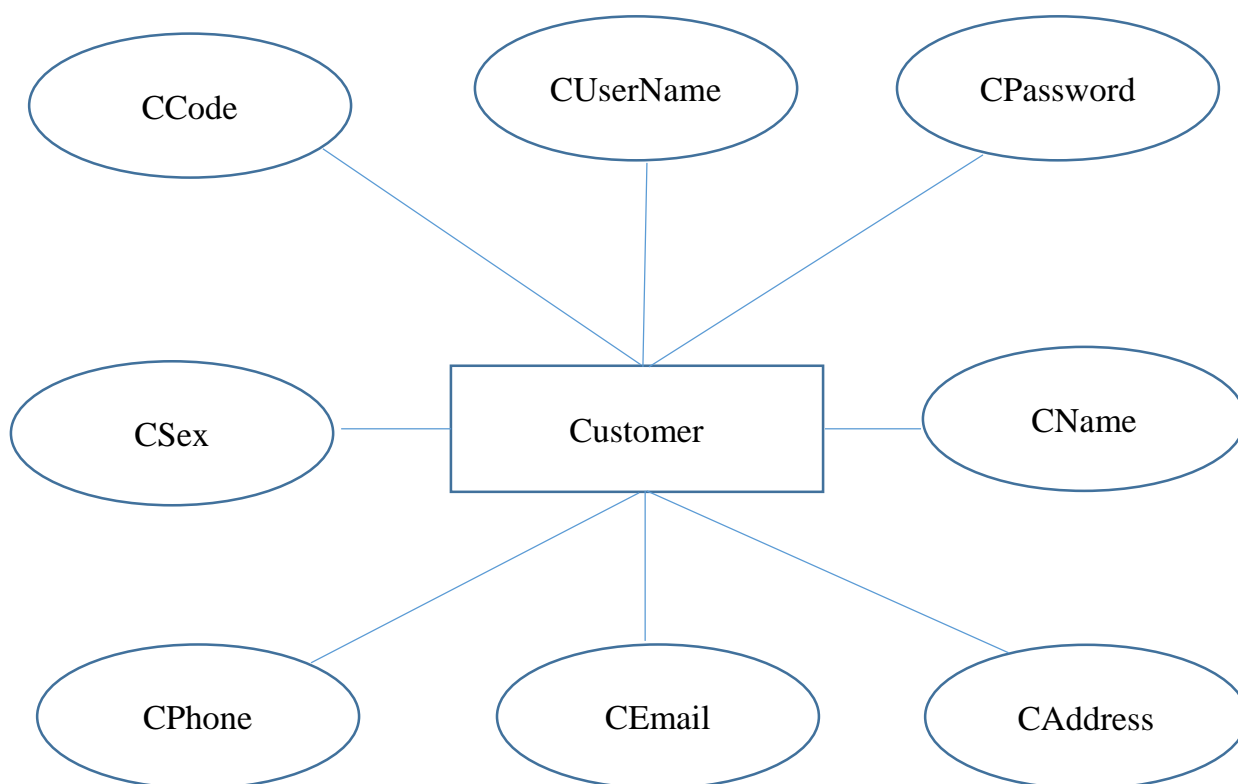 CCode
CUserName
CPassword
CSex
Customer
CName
CPhone
CEmail
CAddress